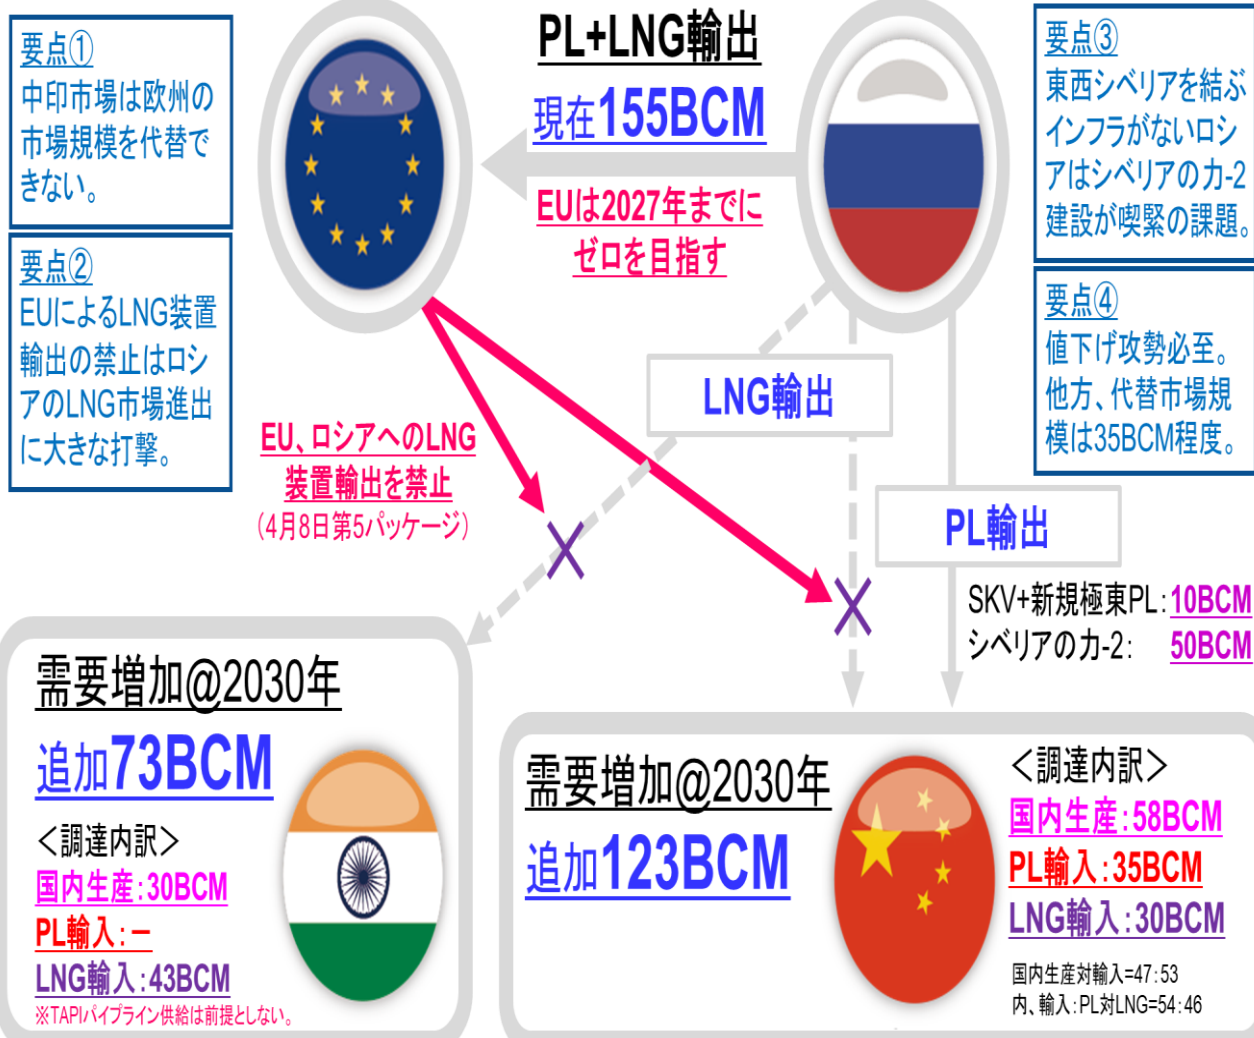 要点①
中印市場は欧州の
市場規模を代替で
きない。
要点②
EUによるLNG装置
輸出の禁止はロシ
アのLNG市場進出
に大きな打撃。
PL+LNG輸出
現在155BCM
EUは2027年までに
ゼロを目指す
要点③
東西シベリアを結ぶ
インフラがないロシ
アはシベリアの力-2
建設が喫緊の課題。
要点④
値下げ攻勢必至。
他方、代替市場規
模は35BCM程度。
LNG輸出
EU、ロシアへのLNG
装置輸出を禁止
（4月8日第5パッケージ）
PL輸出
SKV+新規極東PL：10BCM
シベリアの力-2： 50BCM
需要増加@2030年
追加73BCM
＜調達内訳＞
国内生産：30BCM
PL輸入：ー
LNG輸入：43BCM
※TAPIパイプライン供給は前提としない。
需要増加@2030年
追加123BCM
＜調達内訳＞
国内生産：58BCM
PL輸入：35BCM
LNG輸入：30BCM
国内生産対輸入=47：53
内、輸入：PL対LNG=54：46